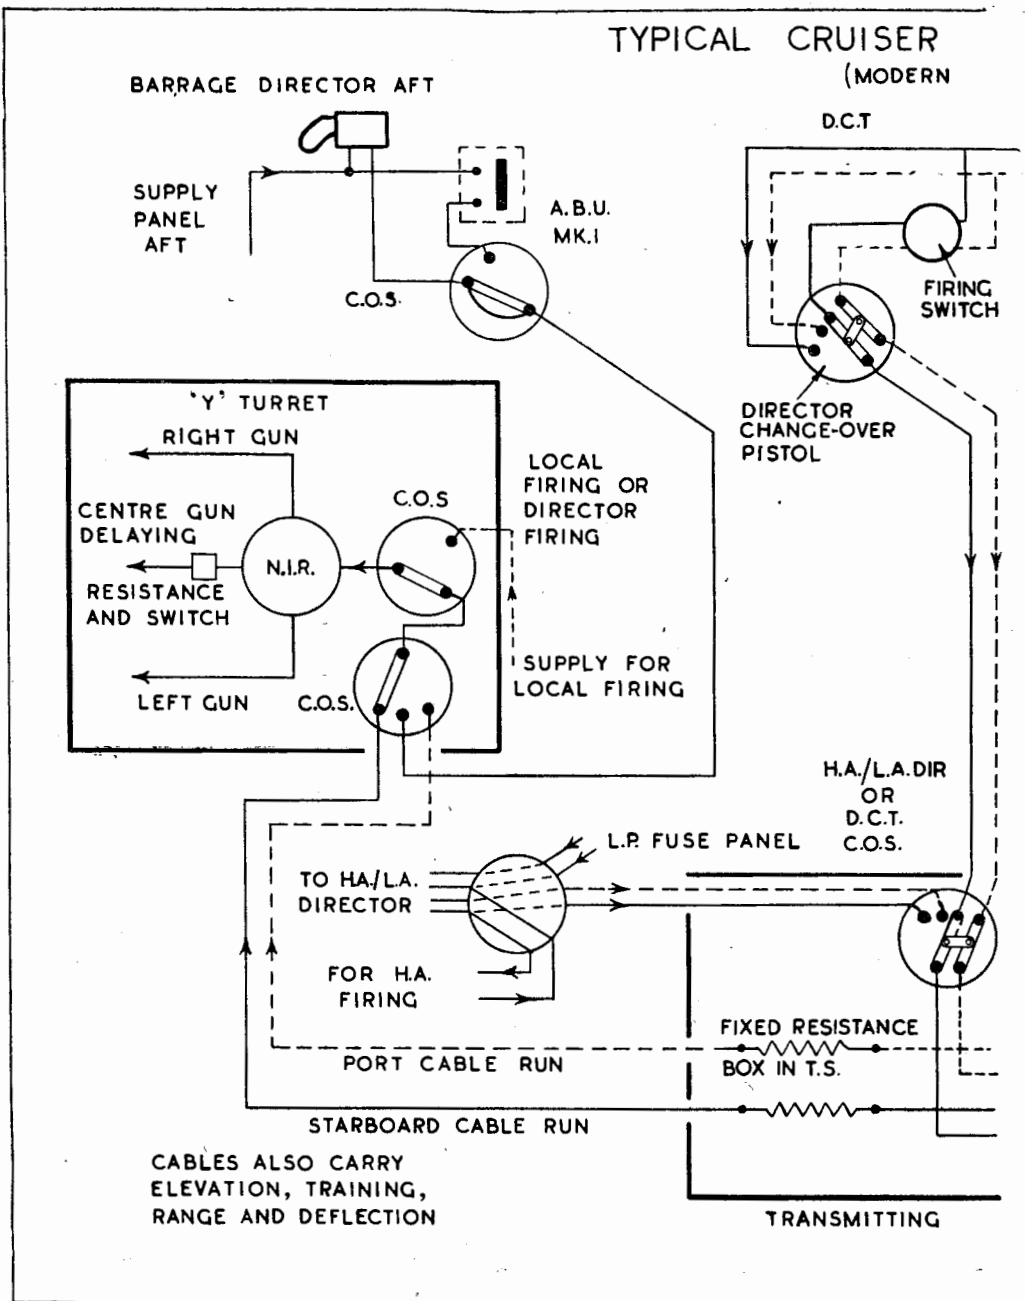 TYPICAL CRUISER
(MODERN
BARRAGE DIRECTOR AFT
D.C.T
SUPPLY
PANEL
AFT
A.B.U.
MK.I
C.O.S.
FIRING
SWITCH
DIRECTOR
CHANGE-OVER
PISTOL
'Y' TURRET
RIGHT GUN
LOCAL
FIRING OR
DIRECTOR
FIRING
C.O.S
CENTRE GUN
DELAYING
N.I.R.
RESISTANCE
AND SWITCH
SUPPLY FOR
LOCAL FIRING
LEFT GUN
C.O.S.
H.A./L.A.DIR
OR
D.C.T.
C.O.S.
L.P. FUSE PANEL
TO H.A./L.A.
DIRECTOR
FOR H.A.
FIRING
FIXED RESISTANCE
BOX IN T.S.
PORT CABLE RUN
STARBOARD CABLE RUN
CABLES ALSO CARRY
ELEVATION, TRAINING,
RANGE AND DEFLECTION
TRANSMITTING